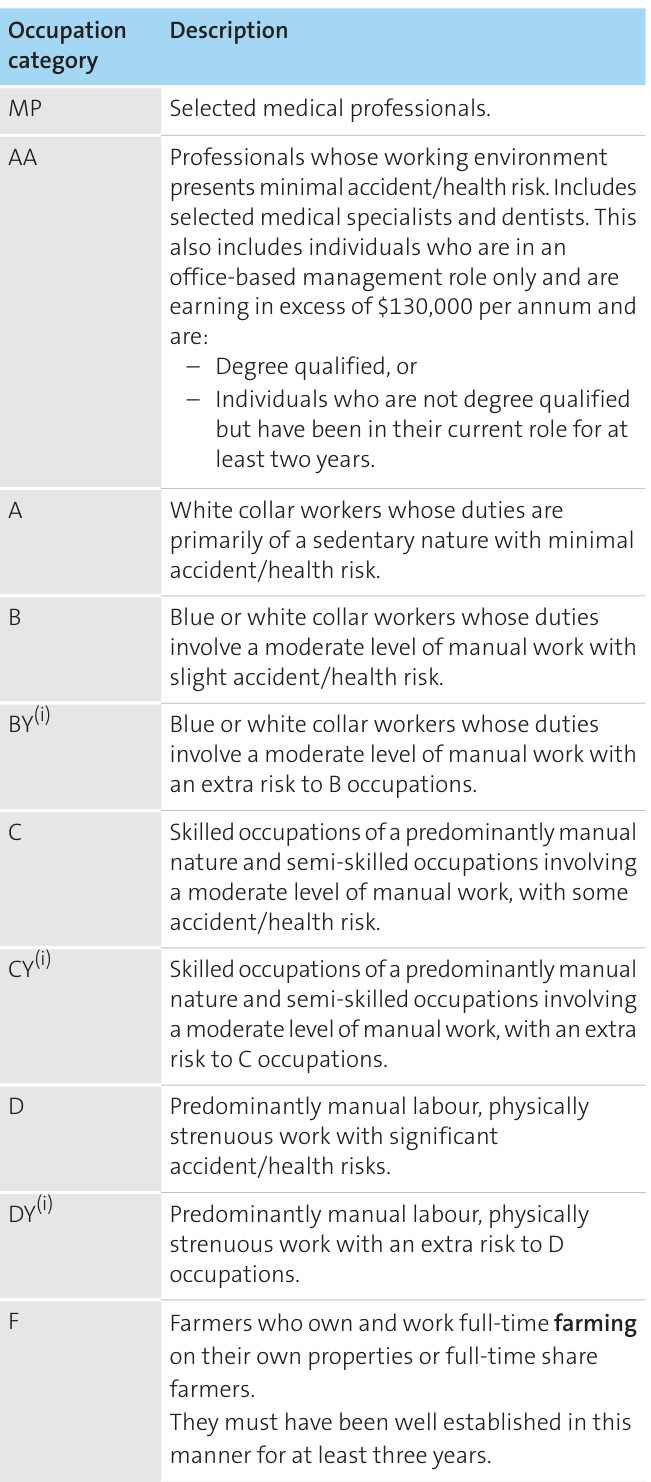 Occupation category Description
MP Selected medical professionals.
AA Professionals whose working environment
presents minimal accident/health risk. Includes
selected medical specialists and dentists. This
also includes individuals who are in an
office-based management role only and are
earning in excess of $130,000 per annum and
are:
– Degree qualified, or
– Individuals who are not degree qualified
but have been in their current role for at
least two years.
A White collar workers whose duties are
primarily of a sedentary nature with minimal
accident/health risk.
B Blue or white collar workers whose duties
involve a moderate level of manual work with
slight accident/health risk.
BY(i) Blue or white collar workers whose duties
involve a moderate level of manual work with
an extra risk to B occupations.
C Skilled occupations of a predominantly manual
nature and semi-skilled occupations involving
a moderate level of manual work, with some
accident/health risk.
CY(i) Skilled occupations of a predominantly manual
nature and semi-skilled occupations involving
a moderate level of manual work, with an extra
risk to C occupations.
D Predominantly manual labour, physically
strenuous work with significant
accident/health risks.
DY(i) Predominantly manual labour, physically
strenuous work with an extra risk to D
occupations.
F Farmers who own and work full-time farming
on their own properties or full-time share
farmers.
They must have been well established in this
manner for at least three years.